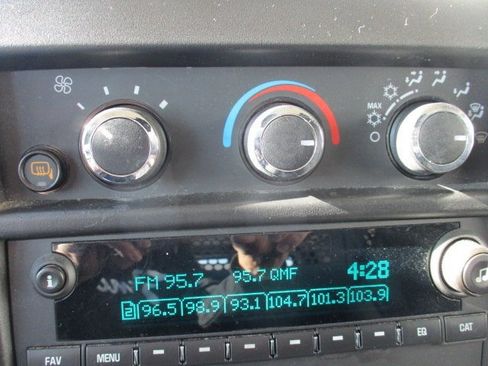 MAX
FM 95.7 95.7 QMF 4:28
2 96.5 98.9 93.1 104.7 101.3 103.9
i
FAV MENU EQ CAT